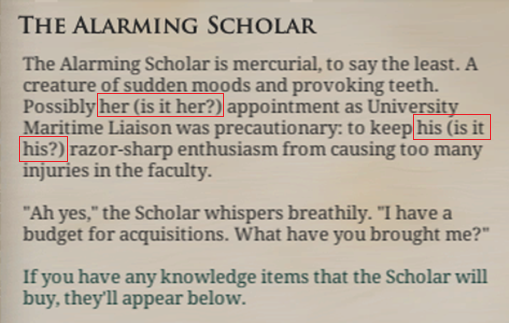 THE ALARMING SCHOLAR
The Alarming Scholar is mercurial, to say the least. A
creature of sudden moods and provoking teeth.
Possibly her (is it her?) appointment as University
Maritime Liaison was precautionary: to keep his (is it
his?) razor-sharp enthusiasm from causing too many
injuries in the faculty.
"Ah yes," the Scholar whispers breathily. "I have a
budget for acquisitions. What have you brought me?"
If you have any knowledge items that the Scholar will
buy, they'll appear below.